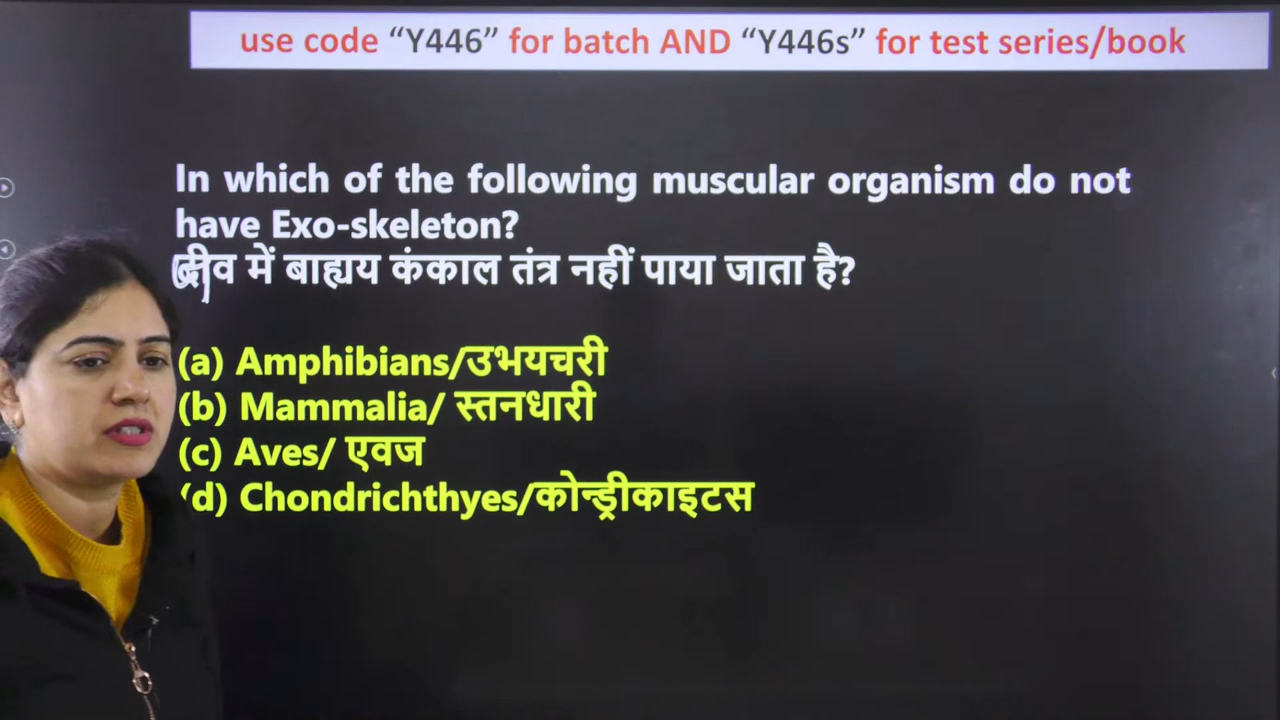 use code “Y446” for batch AND “Y446s” for test series/book
In which of the following muscular organism do not
have Exo-skeleton?
में बाह्यय कंकाल तंत्र नहीं पाया जाता है?
(a) Amphibians/उभयचरी
(b) Mammalia/ स्तनधारी
(c) Aves/ एवज
(d) Chondrichthyes/कोन्ड्रीकाइटस